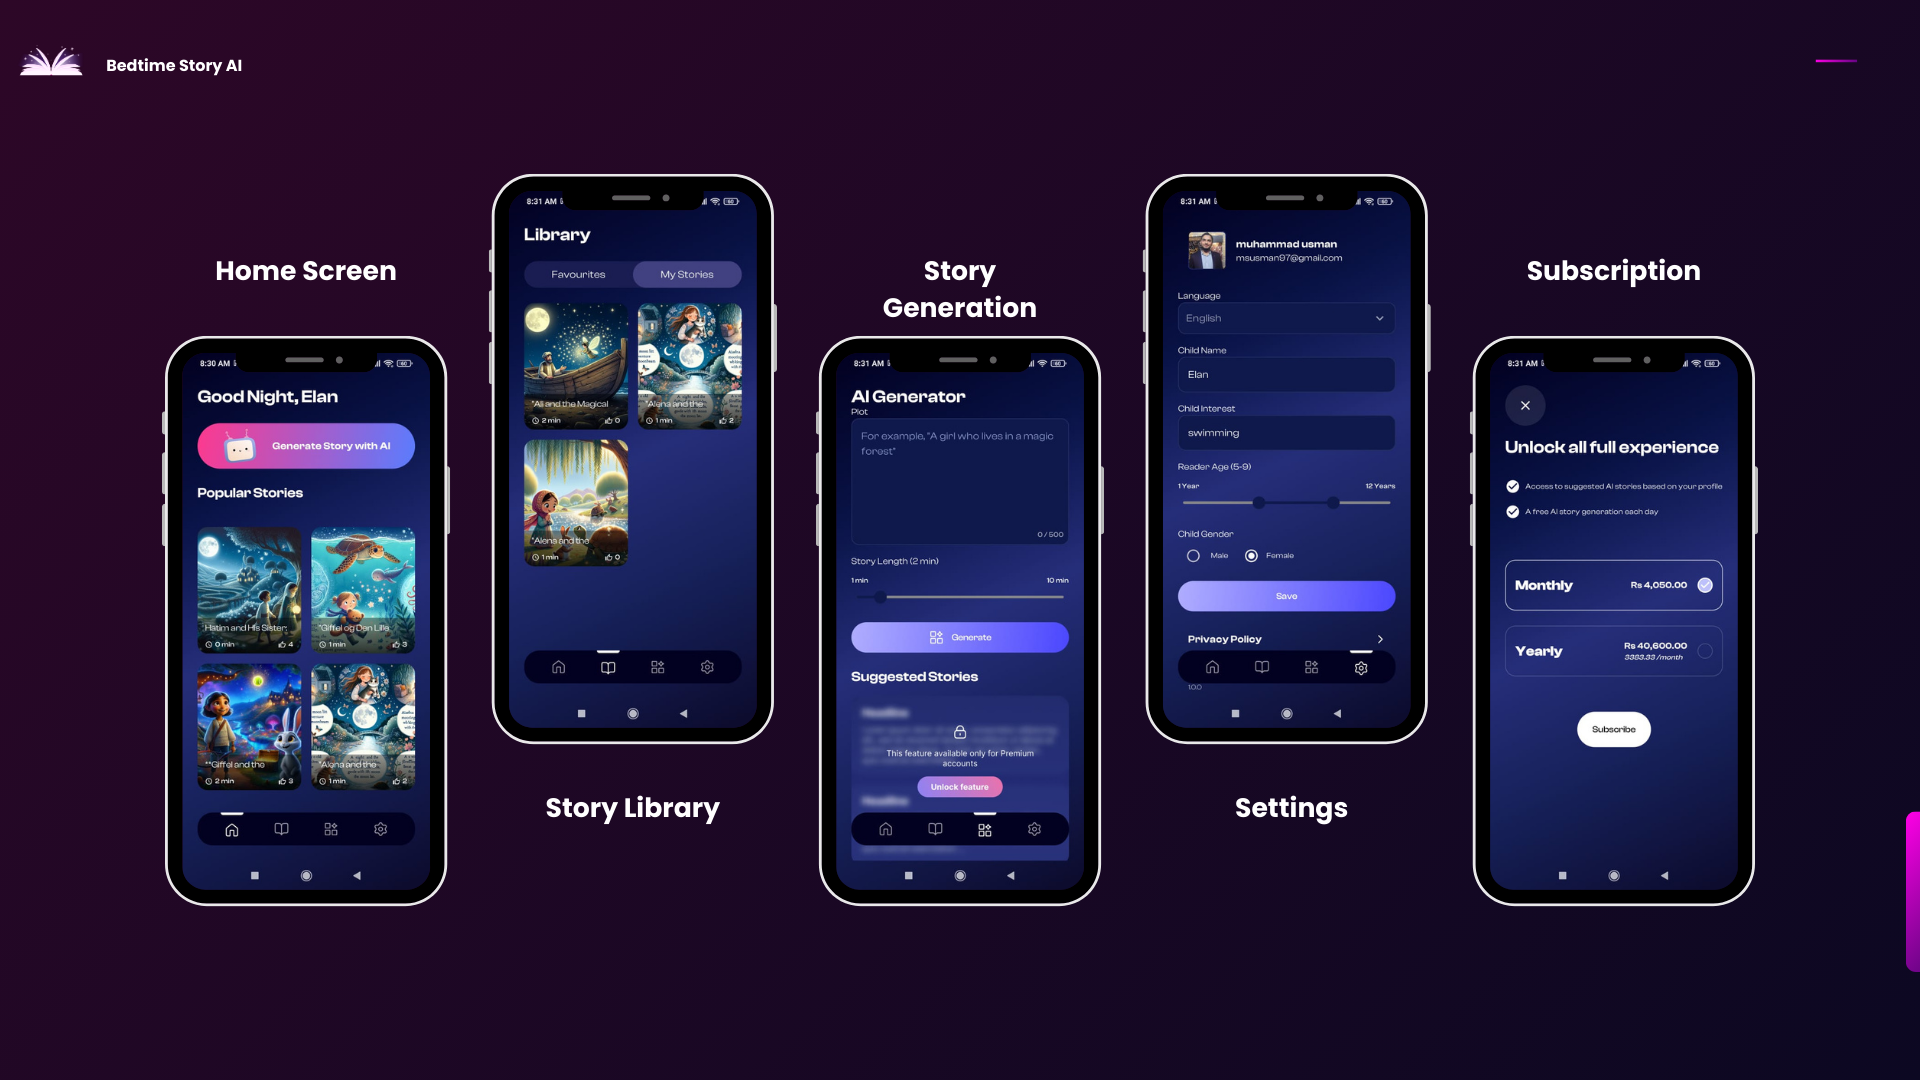 Bedtime Story AI
Home Screen
8:30 AM
Good Night, Elan
Generate Story with AI
Popular Stories
Hatim and His Sister:
0 min
4
"Giffel og Den Lille
1 min
3
"Giffel and the
2 min
3
"Alena and the
1 min
2
8:31 AM
Library
Favourites
My Stories
"Ali and the Magical
2 min
0
"Alena and the
1 min
2
"Alena and the
1 min
0
Story Library
Story
Generation
8:31 AM
AI Generator
Plot
For example, "A girl who lives in a magic
forest"
0 / 500
Story Length (2 min)
1 min
10 min
Generate
Suggested Stories
Headline
This feature available only for Premium
accounts
Unlock feature
Headline
8:31 AM
muhammad usman
msusman97@gmail.com
Language
English
Child Name
Elan
Child Interest
swimming
Reader Age (5-9)
1 Year
12 Years
Child Gender
Male
Female
Save
Privacy Policy
1.0.0
Settings
Subscription
8:31 AM
Unlock all full experience
Access to suggested AI stories based on your profile
A free AI story generation each day
Monthly
Rs 4,050.00
Yearly
Rs 40,600.00
3383.33 /month
Subscribe